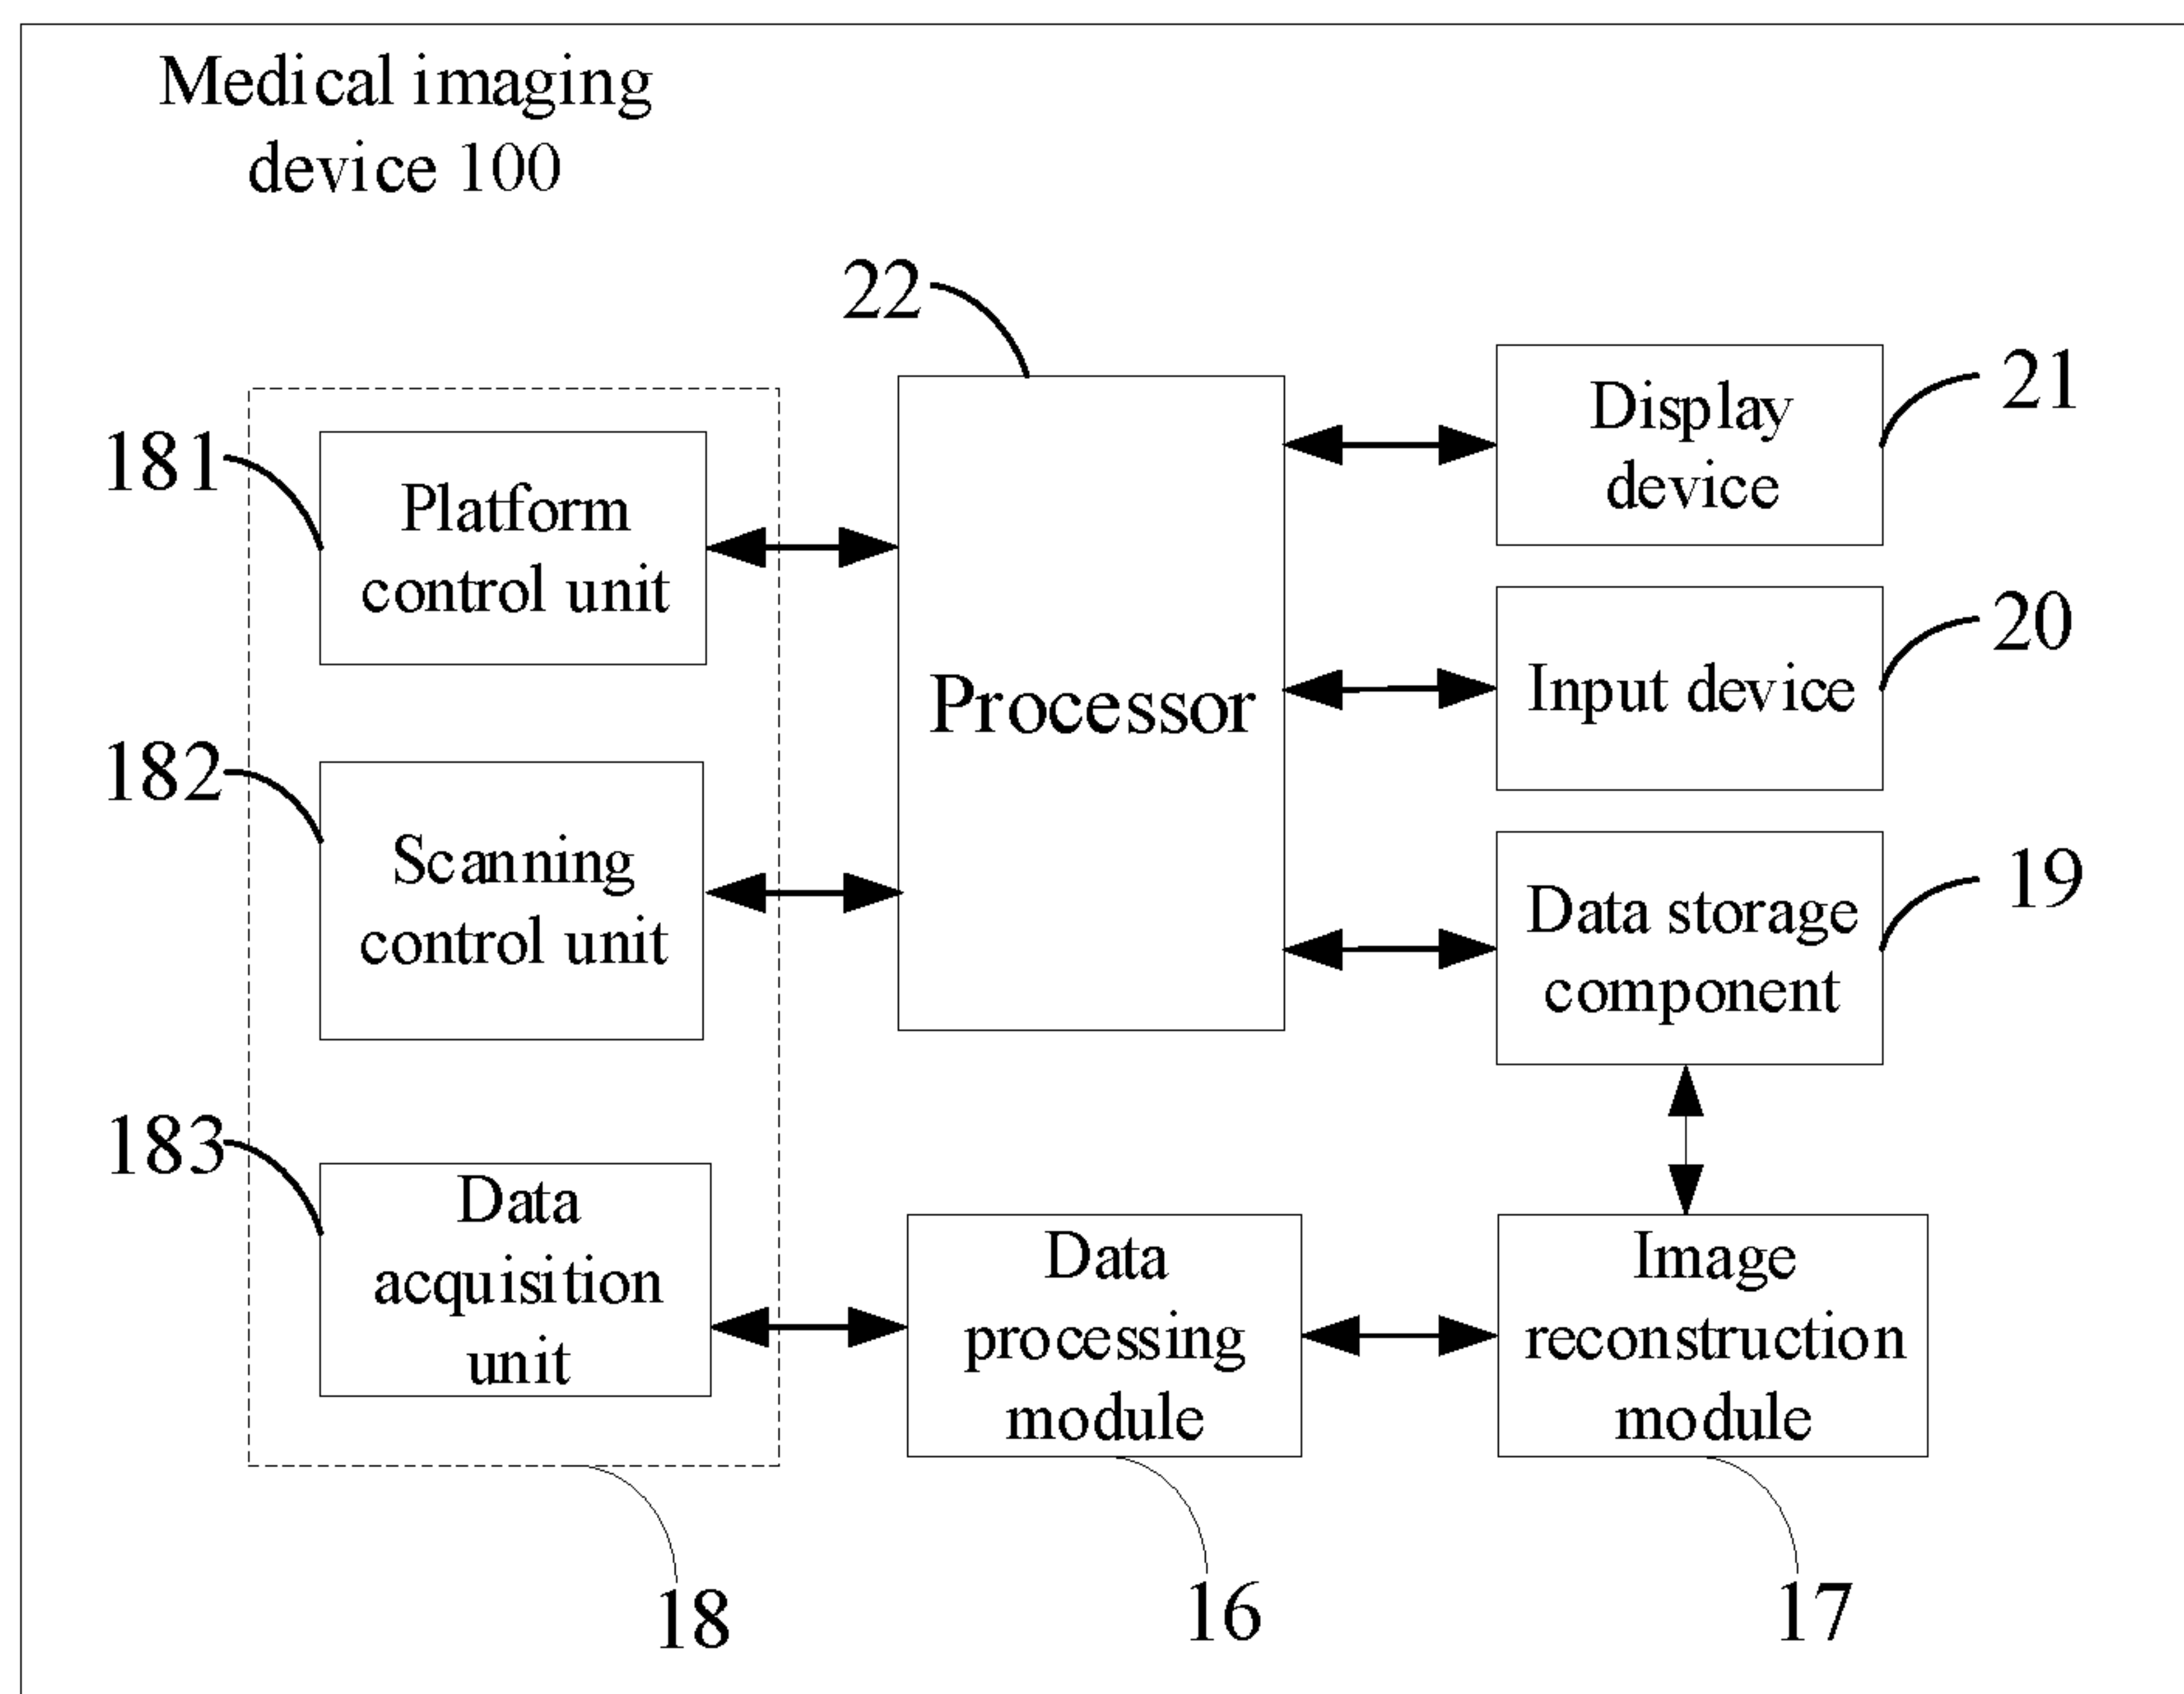 Medical imaging
device 100
22
21
Display
device
181
Platform
control unit
20
Input device
Processor
182
Scanning
control unit
19
Data storage
component
183
Data
acquisition
unit
Data
processing
module
Image
reconstruction
module
18
16
17